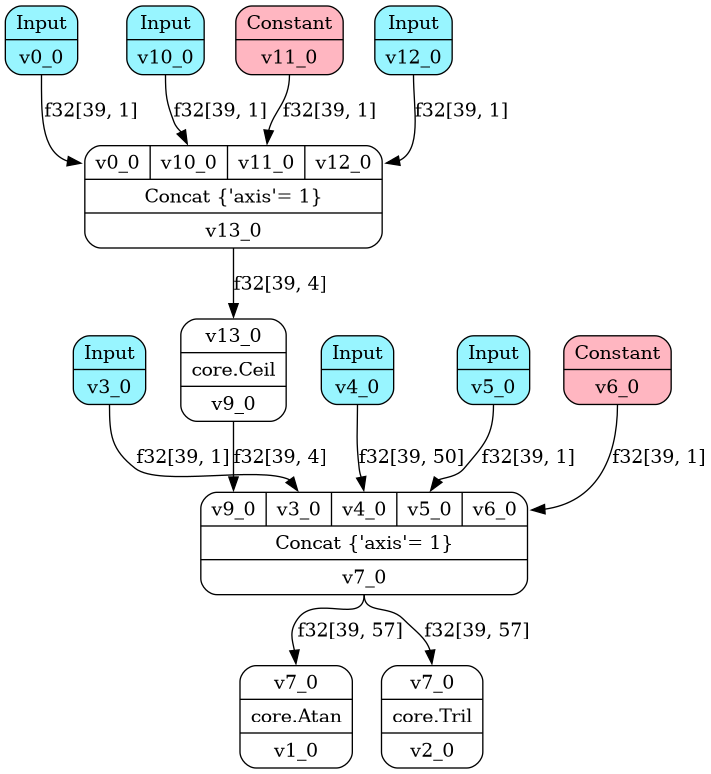 Input
v0_0
Input
v10_0
Constant
v11_0
Input
v12_0
f32[39, 1]
f32[39, 1]
f32[39, 1]
f32[39, 1]
v0_0
v10_0
v11_0
v12_0
Concat {'axis'= 1}
v13_0
f32[39, 4]
v13_0
core.Ceil
v9_0
Input
v3_0
Input
v4_0
Input
v5_0
Constant
v6_0
f32[39, 1]
f32[39, 4]
f32[39, 50]
f32[39, 1]
f32[39, 1]
v9_0
v3_0
v4_0
v5_0
v6_0
Concat {'axis'= 1}
v7_0
f32[39, 57]
f32[39, 57]
v7_0
core.Atan
v1_0
v7_0
core.Tril
v2_0